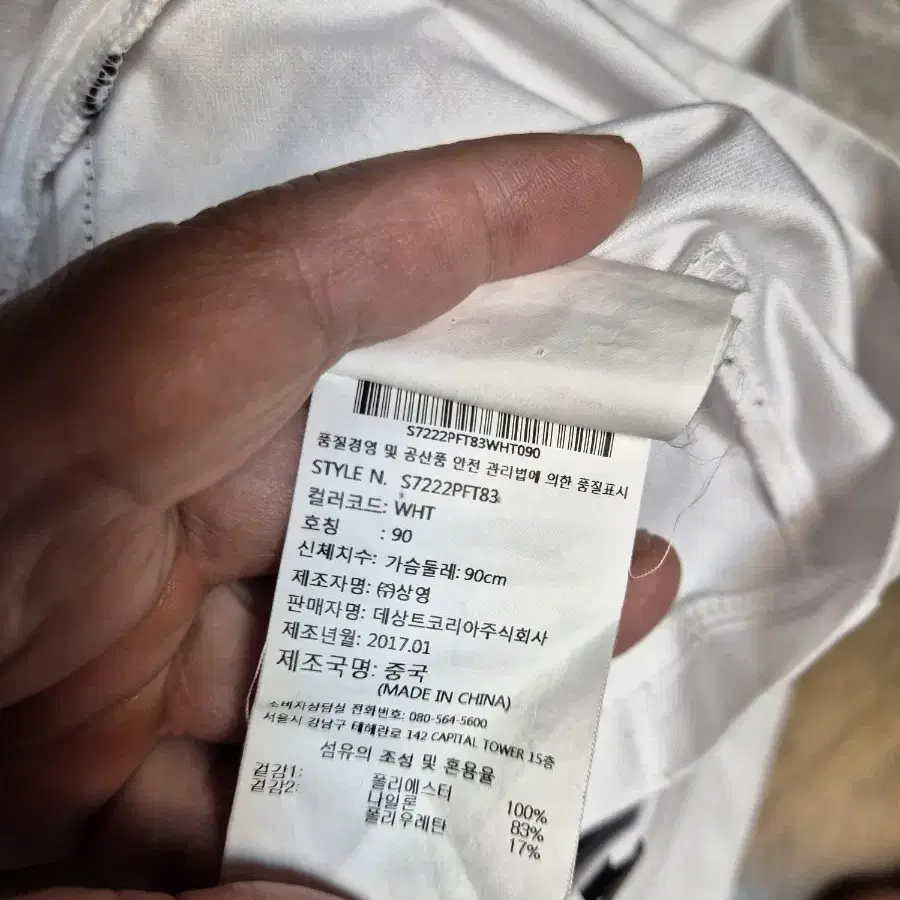 S7222PFT83WHT090
품질경영 및 공산품 안전 관리법에 의한 품질표시
STYLE N. S7222PFT83
컬러코드: WHT
호칭 : 90
신체치수: 가슴둘레: 90cm
제조자명: ㈜상영
판매자명: 데상트코리아주식회사
제조년월: 2017.01
제조국명: 중국
(MADE IN CHINA)
소비자상담실 전화번호: 080-564-5600
서울시 강남구 테헤란로 142 CAPITAL TOWER 15층
섬유의 조성 및 혼용율
겉감1: 폴리에스터 100%
겉감2: 나일론 83%
폴리우레탄 17%